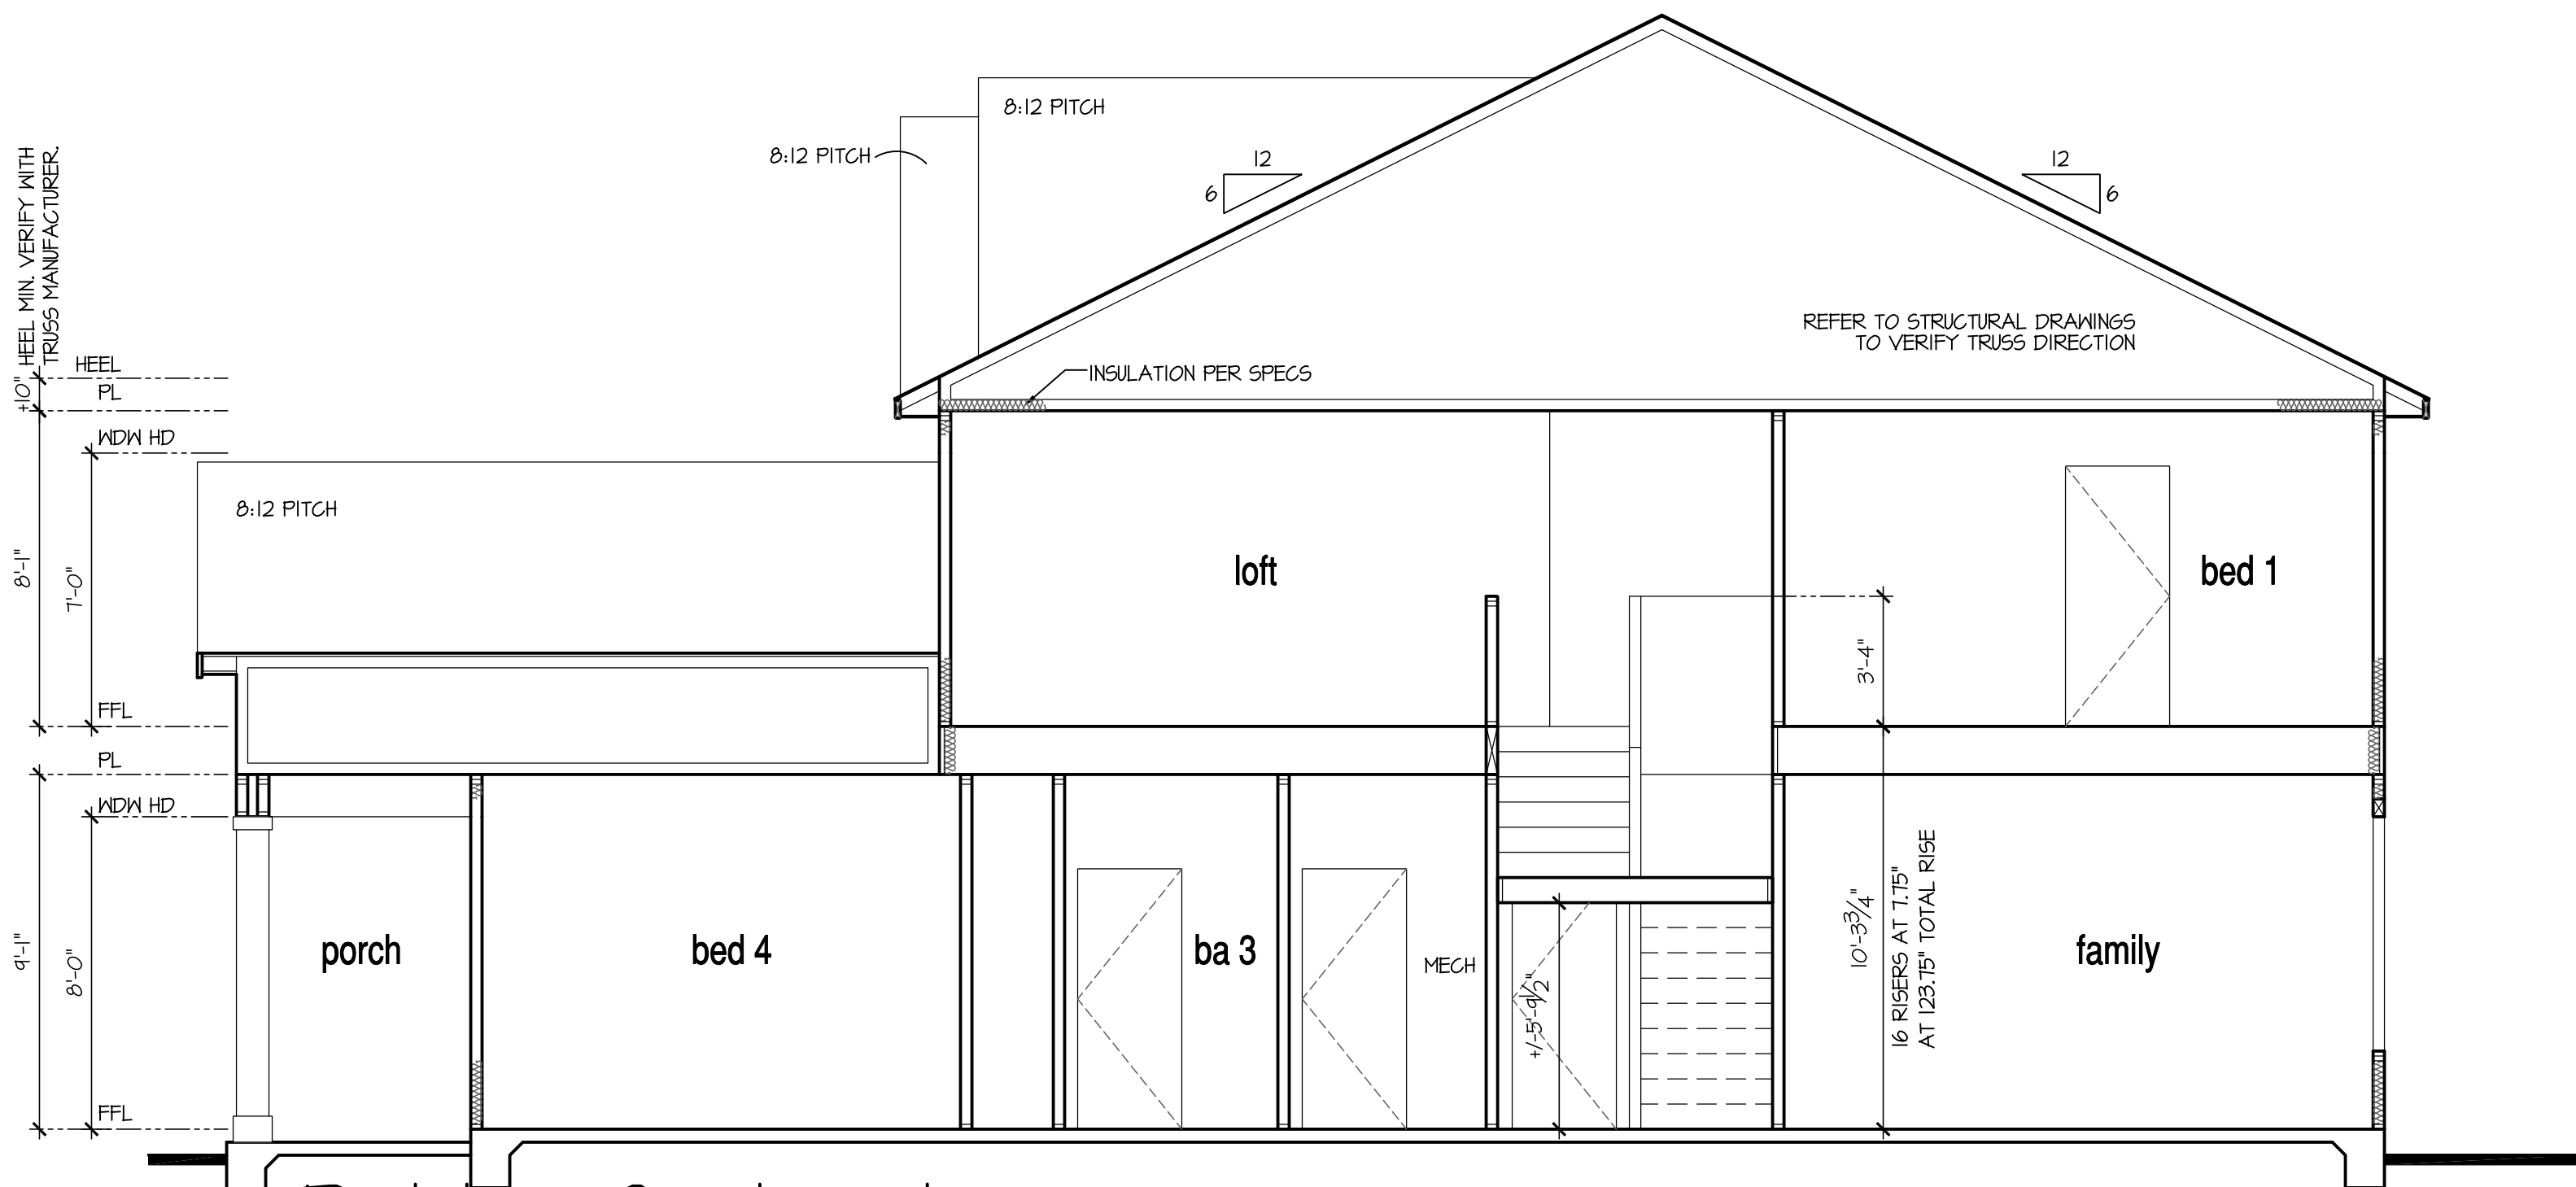 8:12 PITCH
8:12 PITCH
12
6
12
6
HEEL MIN. VERIFY WITH
TRUSS MANUFACTURER.
+10"
HEEL
PL
INSULATION PER SPECS
REFER TO STRUCTURAL DRAWINGS
TO VERIFY TRUSS DIRECTION
WDW HD
8:12 PITCH
8'-1"
7'-0"
loft
bed 1
3'-4"
FFL
PL
WDW HD
9'-1"
8'-0"
porch
bed 4
ba 3
MECH
+/-5'-9 1/2"
10'-3 3/4"
16 RISERS AT 7.75"
AT 123.75" TOTAL RISE
family
FFL